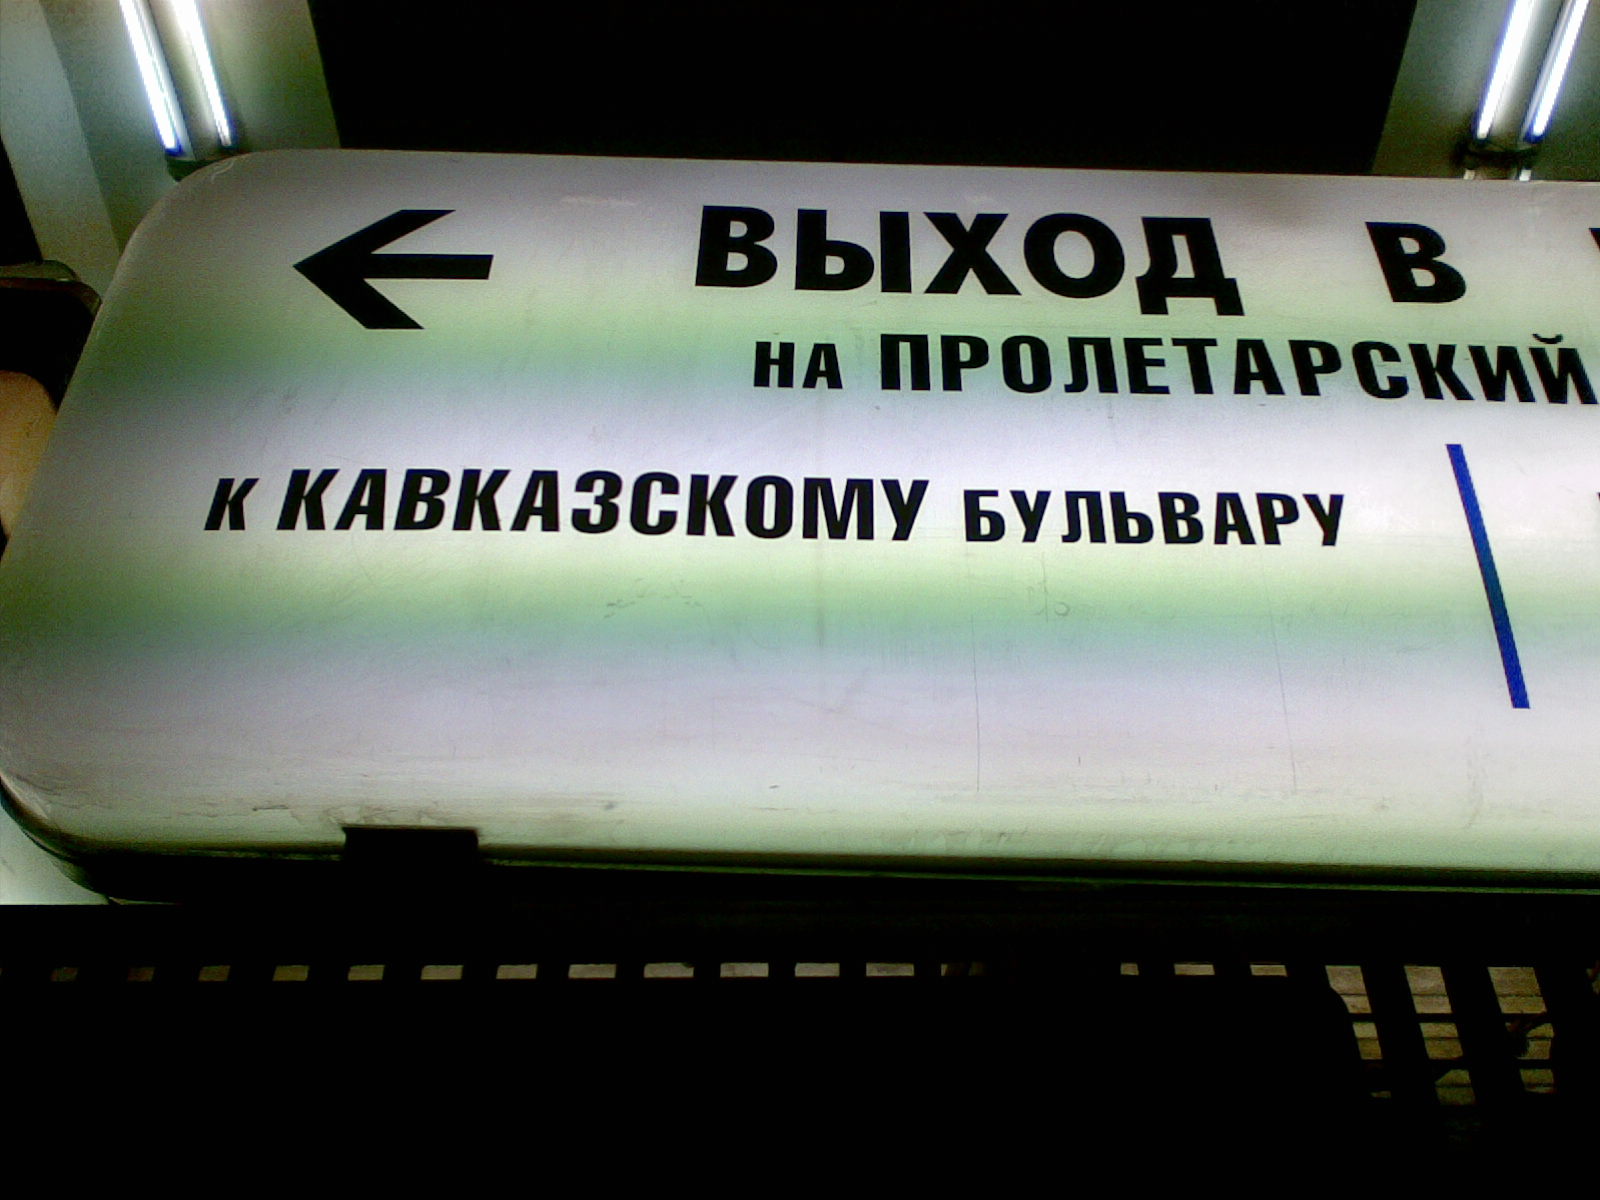 ВЫХОД В
НА ПРОЛЕТАРСКИЙ
К КАВКАЗСКОМУ БУЛЬВАРУ